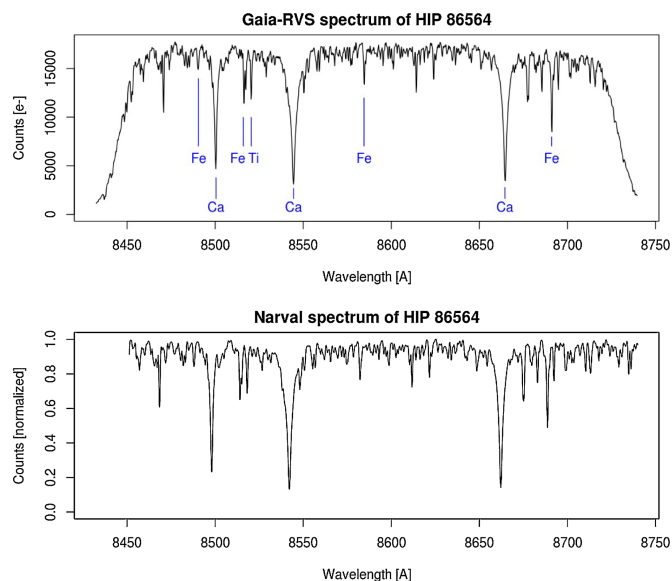 Gaia-RVS spectrum of HIP 86564
Counts [e-]
15000
10000
5000
0
Fe
Fe
Ti
Fe
Fe
Ca
Ca
Ca
8450 8500 8550 8600 8650 8700 8750
Wavelength [A]
Narval spectrum of HIP 86564
Counts [normalized]
1.0
0.8
0.6
0.4
0.2
0.0
8450 8500 8550 8600 8650 8700 8750
Wavelength [A]